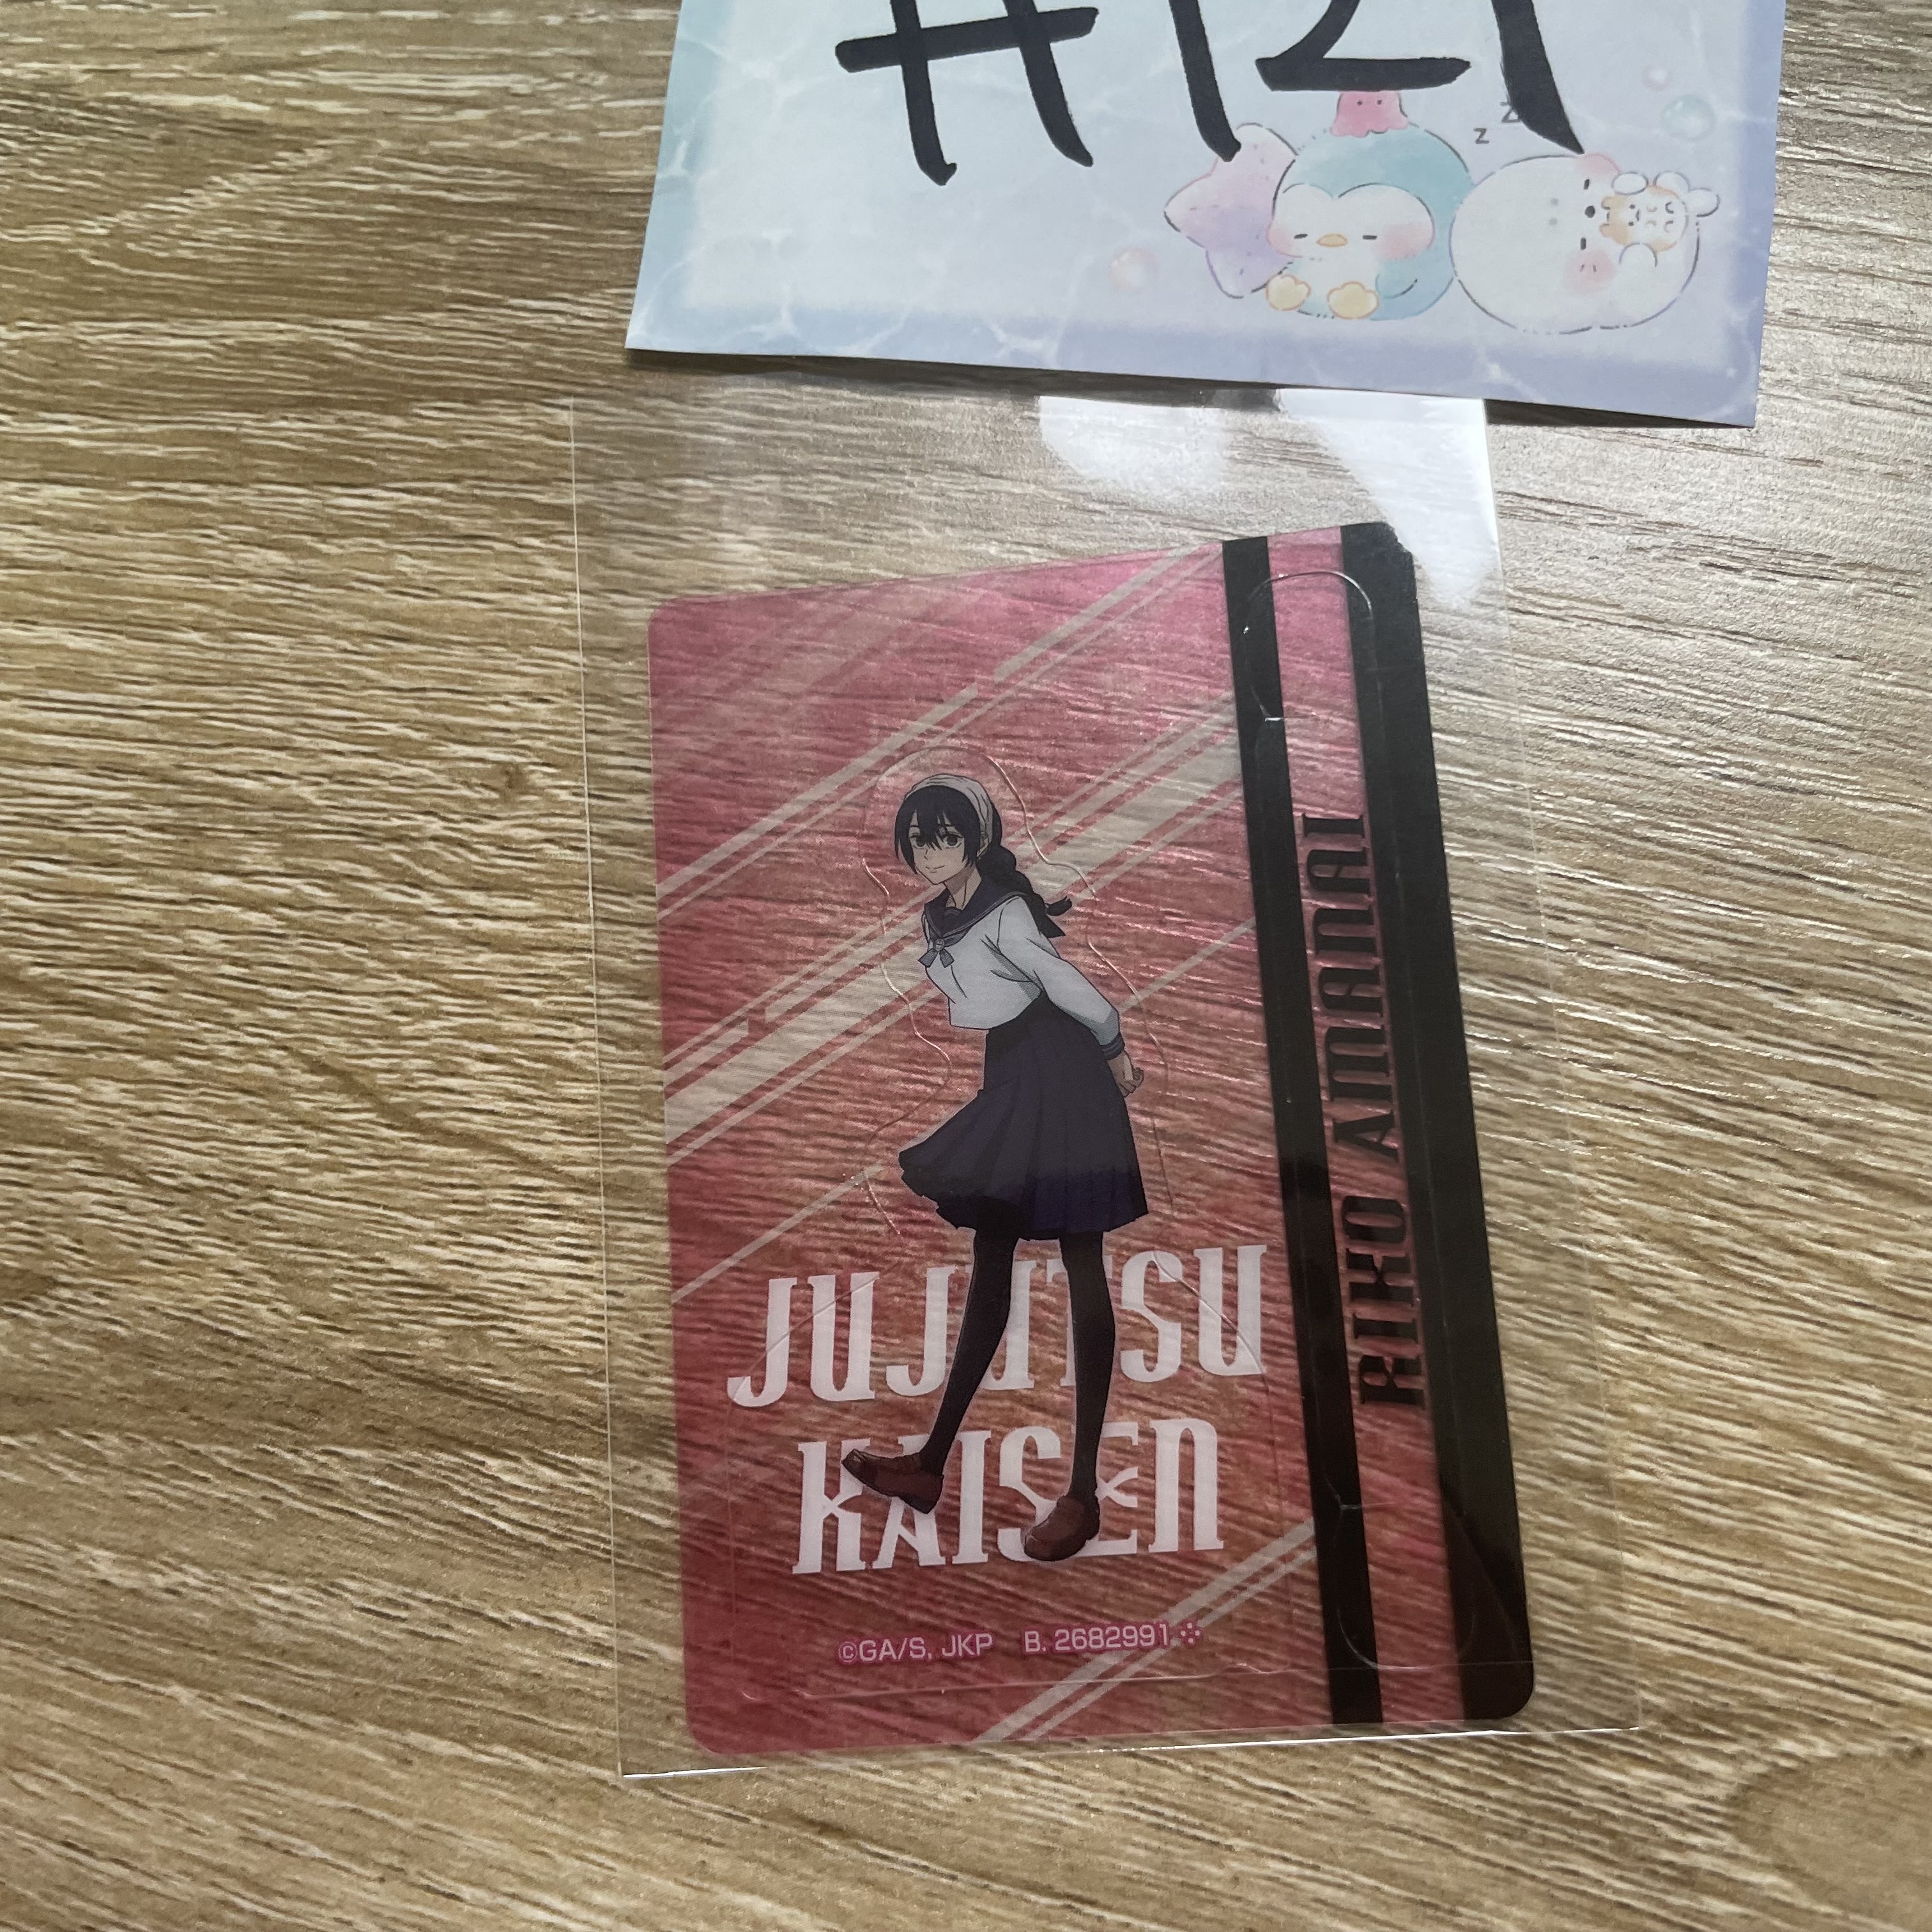 #121
z
z
JUJUTSU
KAISEN
RIKO AMANAI
©GA/S, JKP B. 2682991